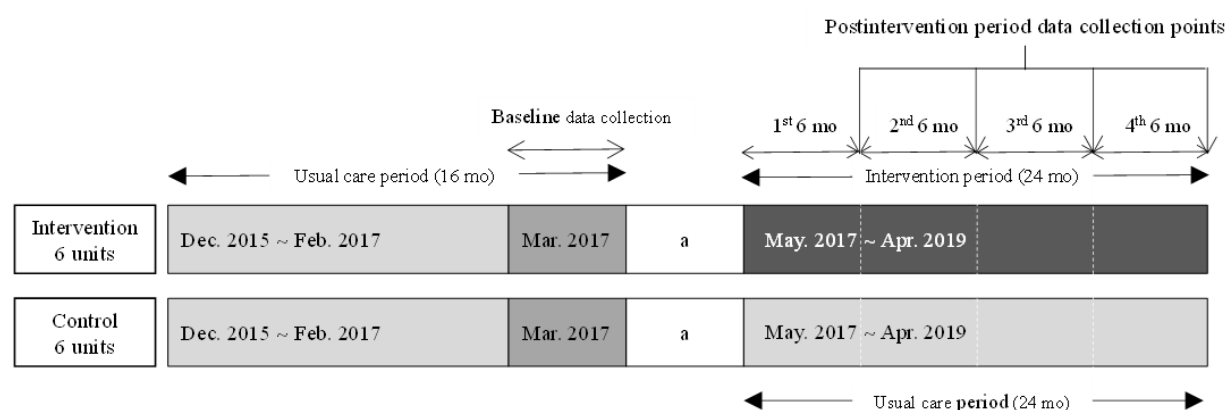 Postintervention period data collection points
Baseline data collection
1st 6 mo
2nd 6 mo
3rd 6 mo
4th 6 mo
Usual care period (16 mo)
Intervention period (24 mo)
Intervention
6 units
Dec. 2015 ~ Feb. 2017
Mar. 2017
a
May. 2017 ~ Apr. 2019
Control
6 units
Dec. 2015 ~ Feb. 2017
Mar. 2017
a
May. 2017 ~ Apr. 2019
Usual care period (24 mo)